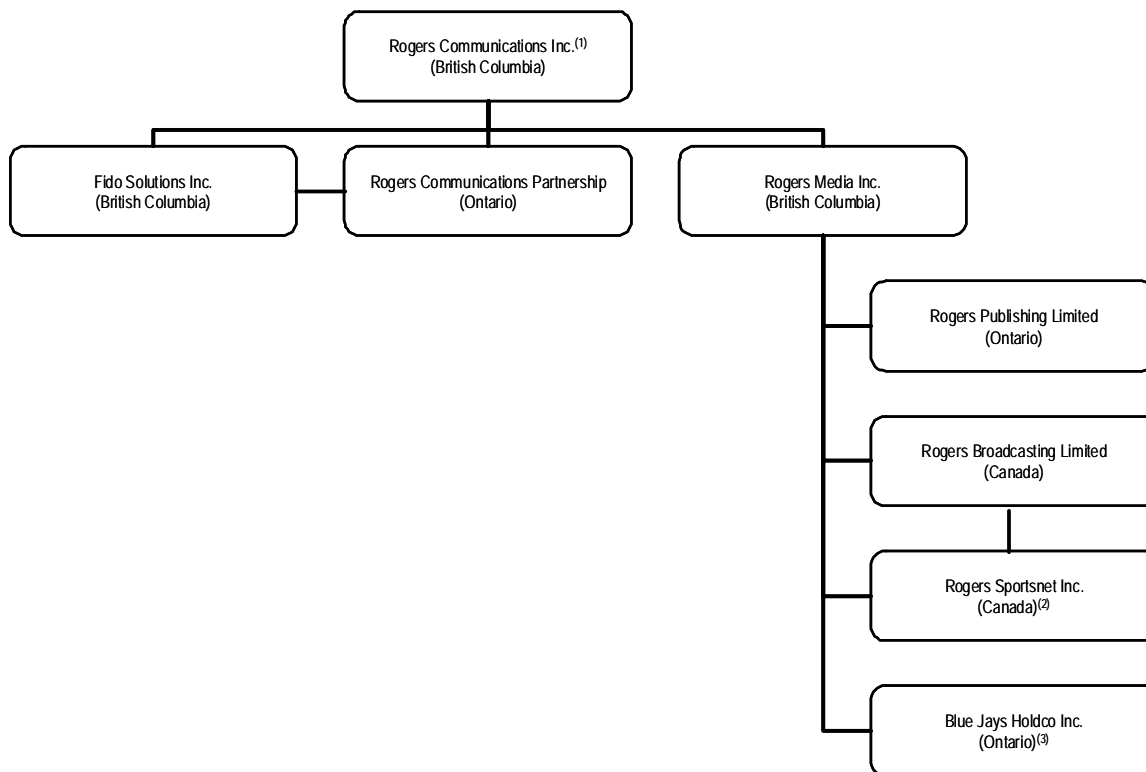 Rogers Communications Inc.(1)
(British Columbia)
Fido Solutions Inc.
(British Columbia)
Rogers Communications Partnership
(Ontario)
Rogers Media Inc.
(British Columbia)
Rogers Publishing Limited
(Ontario)
Rogers Broadcasting Limited
(Canada)
Rogers Sportsnet Inc.
(Canada)(2)
Blue Jays Holdco Inc.
(Ontario)(3)